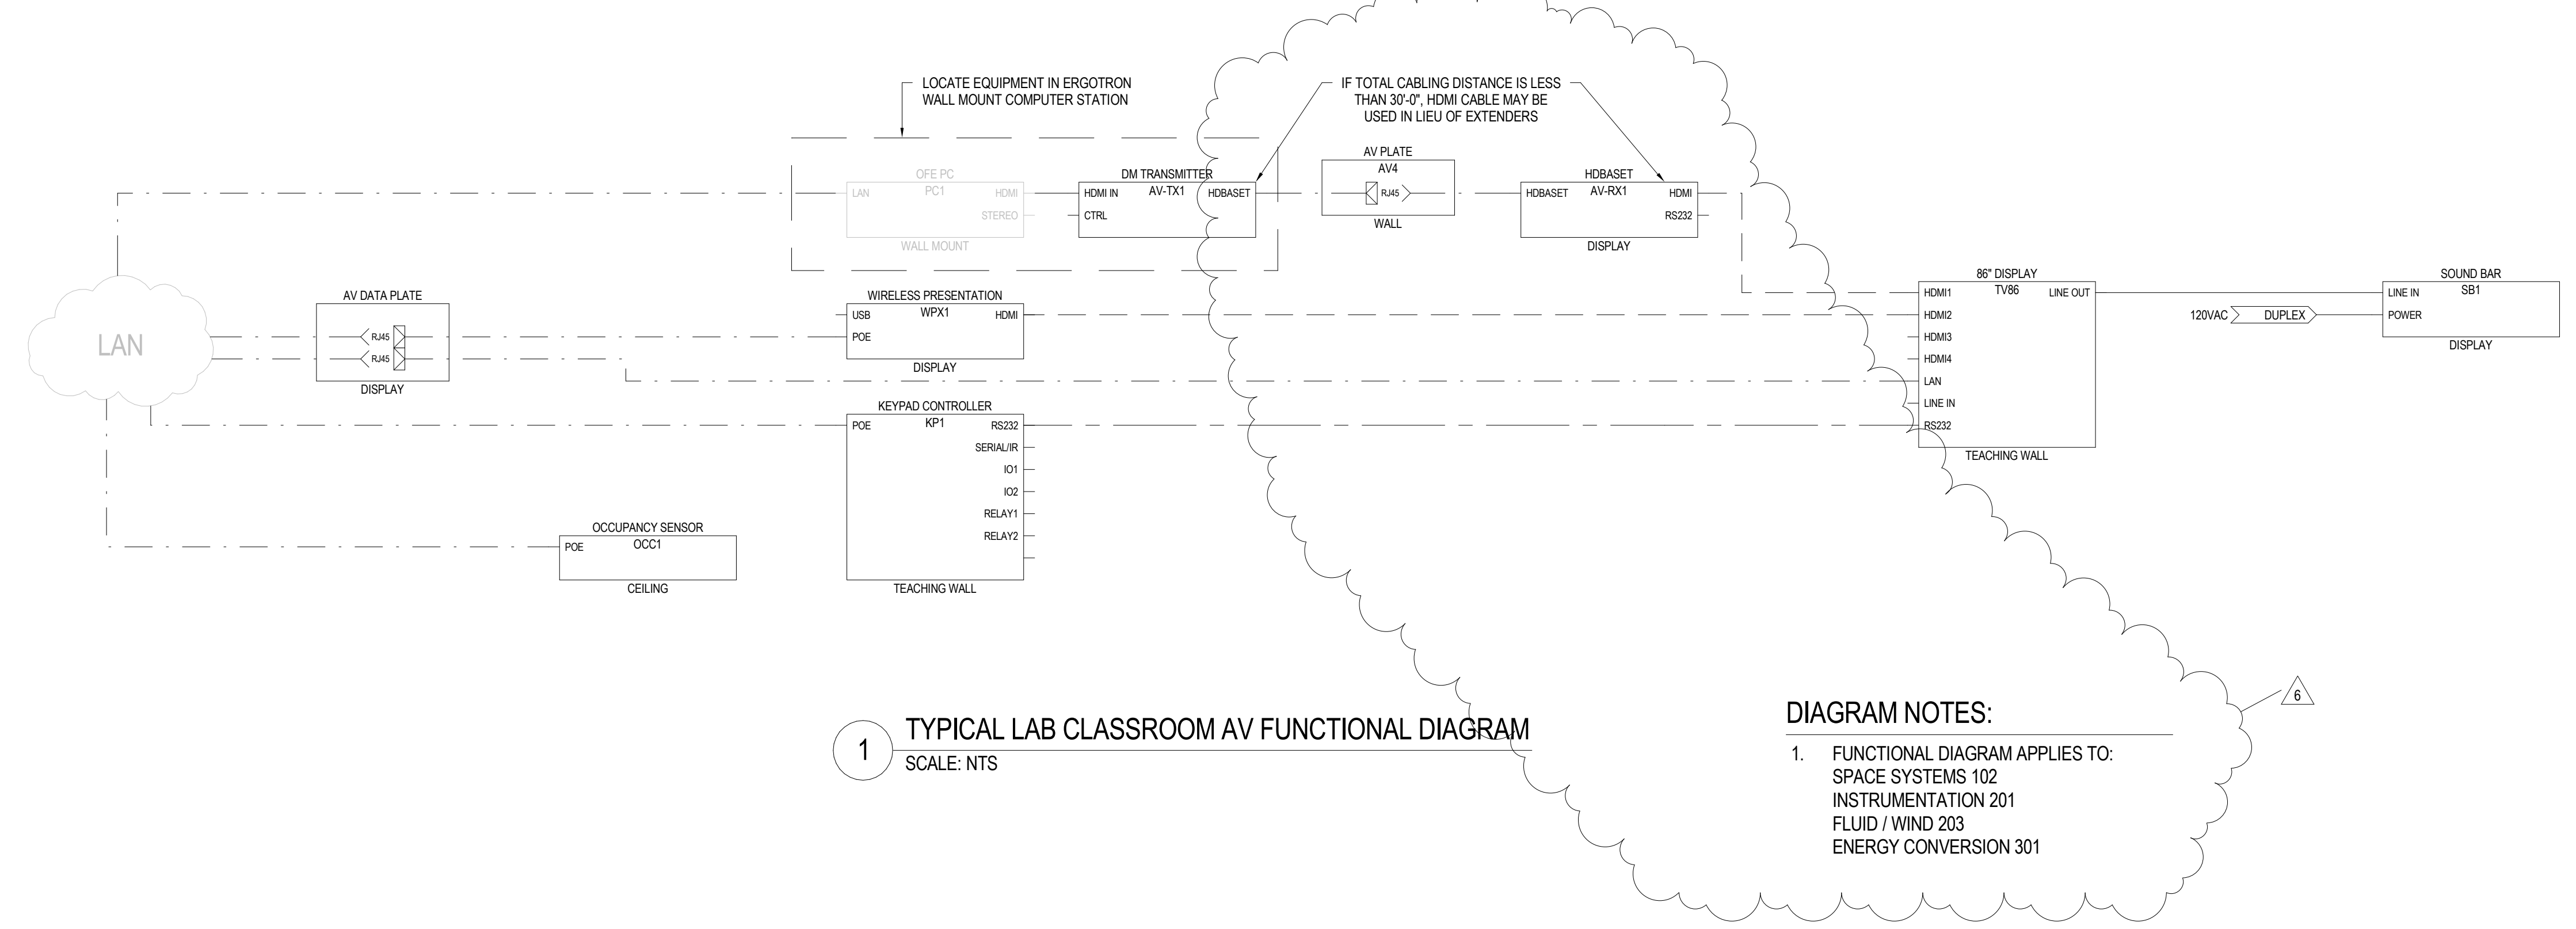 LOCATE EQUIPMENT IN ERGOTRON
WALL MOUNT COMPUTER STATION
IF TOTAL CABLING DISTANCE IS LESS
THAN 30'-0", HDMI CABLE MAY BE
USED IN LIEU OF EXTENDERS
OFE PC
PC1
LAN
HDMI
STEREO
WALL MOUNT
DM TRANSMITTER
AV-TX1
HDMI IN
HDBASET
CTRL
AV PLATE
AV4
RJ45
WALL
HDBASET
AV-RX1
HDBASET
HDMI
RS232
DISPLAY
LAN
AV DATA PLATE
RJ45
RJ45
DISPLAY
WIRELESS PRESENTATION
WPX1
USB
HDMI
POE
DISPLAY
86" DISPLAY
TV86
HDMI1
LINE OUT
HDMI2
HDMI3
HDMI4
LAN
LINE IN
RS232
TEACHING WALL
SOUND BAR
SB1
LINE IN
POWER
DISPLAY
120VAC
DUPLEX
KEYPAD CONTROLLER
KP1
POE
RS232
SERIAL/IR
IO1
IO2
RELAY1
RELAY2
TEACHING WALL
OCCUPANCY SENSOR
OCC1
POE
CEILING
1
TYPICAL LAB CLASSROOM AV FUNCTIONAL DIAGRAM
SCALE: NTS
6
DIAGRAM NOTES:
1. FUNCTIONAL DIAGRAM APPLIES TO:
SPACE SYSTEMS 102
INSTRUMENTATION 201
FLUID / WIND 203
ENERGY CONVERSION 301